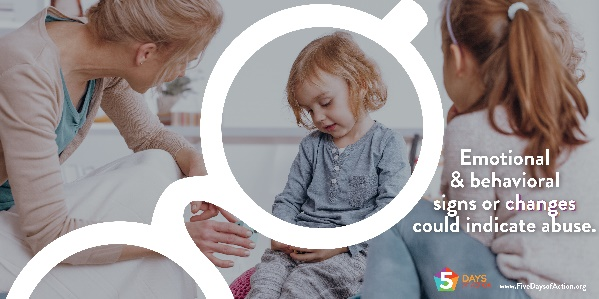 Emotional
& behavioral
signs or changes
could indicate abuse.
5 DAYS
www.FiveDaysofAction.org